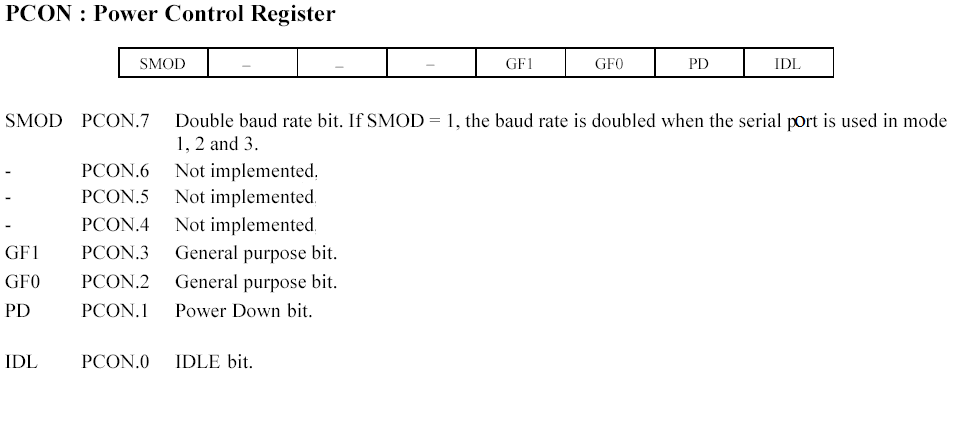 PCON : Power Control Register
SMOD – – – GF1 GF0 PD IDL
SMOD PCON.7 Double baud rate bit. If SMOD = 1, the baud rate is doubled when the serial port is used in mode
1, 2 and 3.
- PCON.6 Not implemented.
- PCON.5 Not implemented.
- PCON.4 Not implemented.
GF1 PCON.3 General purpose bit.
GF0 PCON.2 General purpose bit.
PD PCON.1 Power Down bit.
IDL PCON.0 IDLE bit.